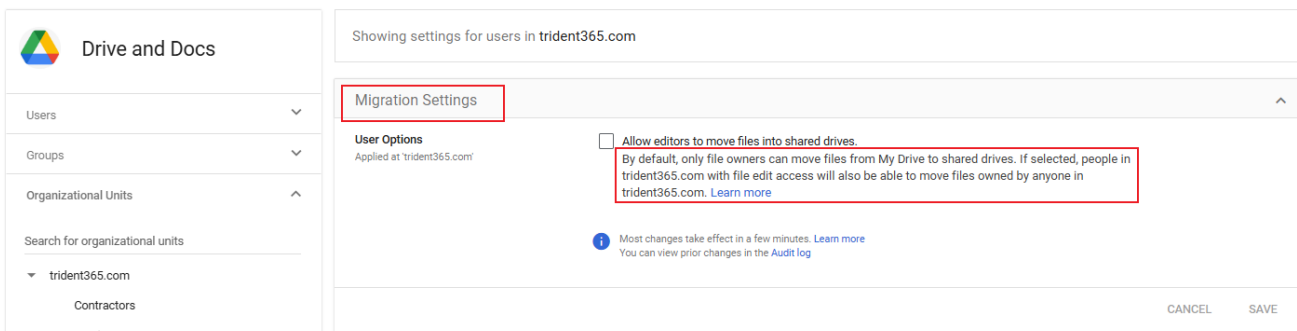 Drive and Docs
Users
Groups
Organizational Units
Search for organizational units
trident365.com
Contractors
Showing settings for users in trident365.com
Migration Settings
User Options
Applied at 'trident365.com'
Allow editors to move files into shared drives.
By default, only file owners can move files from My Drive to shared drives. If selected, people in
trident365.com with file edit access will also be able to move files owned by anyone in
trident365.com. Learn more
Most changes take effect in a few minutes. Learn more
You can view prior changes in the Audit log
CANCEL SAVE